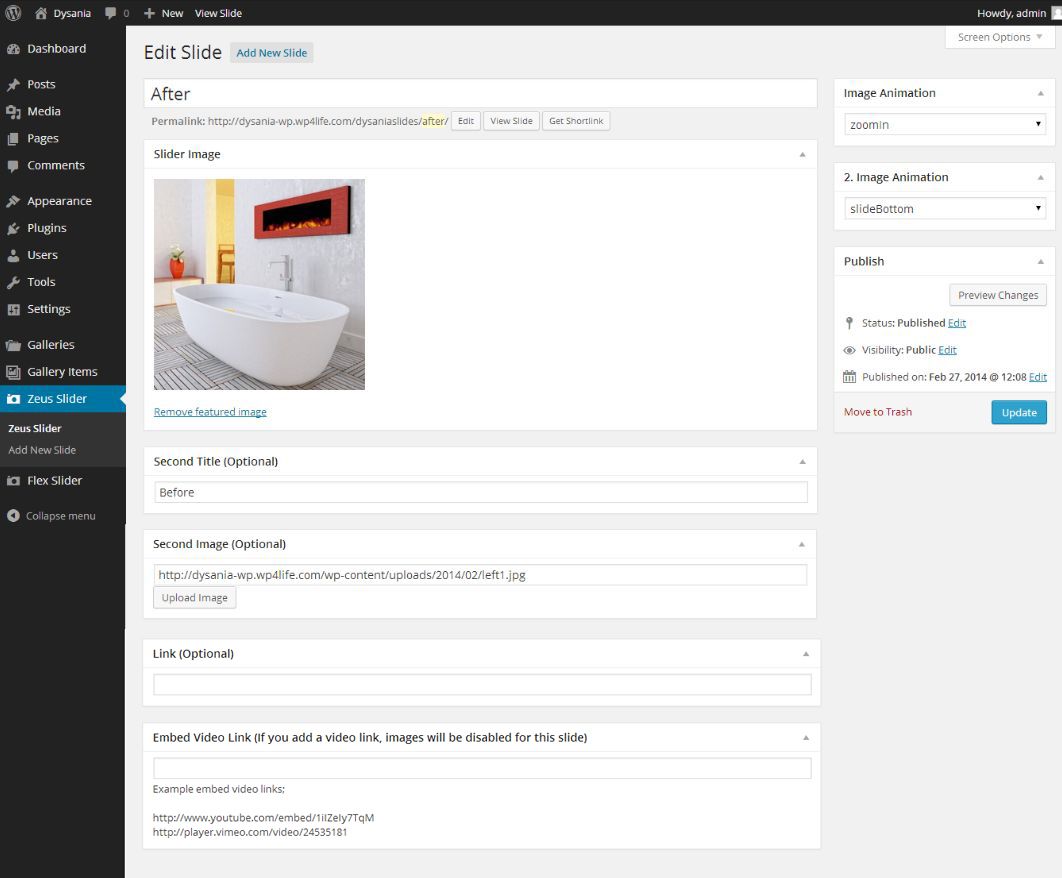 Dysania 0 New View Slide Howdy, admin
Screen Options
Dashboard
Posts
Media
Pages
Comments
Appearance
Plugins
Users
Tools
Settings
Galleries
Gallery Items
Zeus Slider
Zeus Slider
Add New Slide
Flex Slider
Collapse menu
Edit Slide Add New Slide
After
Permalink: http://dysania-wp.wp4life.com/dysaniaslides/after/ Edit View Slide Get Shortlink
Slider Image
Remove featured image
Second Title (Optional)
Before
Second Image (Optional)
http://dysania-wp.wp4life.com/wp-content/uploads/2014/02/left1.jpg
Upload Image
Link (Optional)
Embed Video Link (If you add a video link, images will be disabled for this slide)
Example embed video links;
http://www.youtube.com/embed/1iIZeIy7TqM
http://player.vimeo.com/video/24535181
Image Animation
zoomIn
2. Image Animation
slideBottom
Publish
Preview Changes
Status: Published Edit
Visibility: Public Edit
Published on: Feb 27, 2014 @ 12:08 Edit
Move to Trash Update